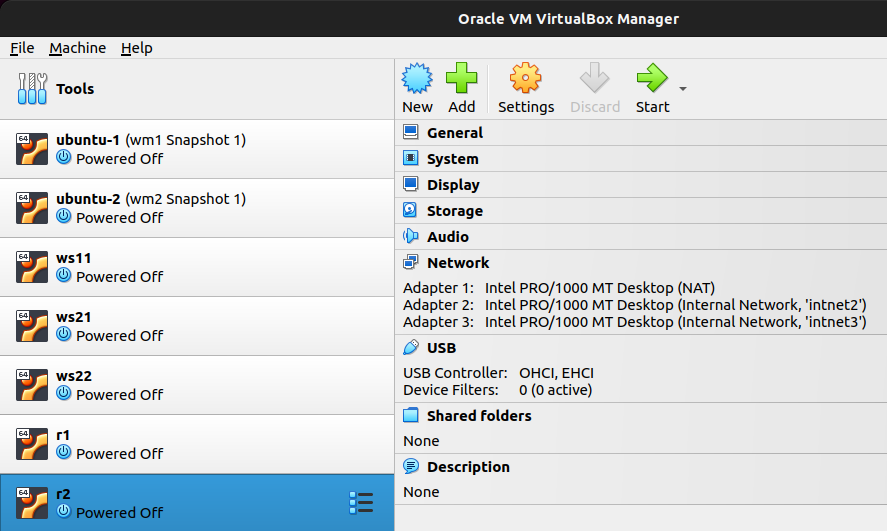 Oracle VM VirtualBox Manager
File Machine Help
Tools
New Add Settings Discard Start
64
ubuntu-1 (wm1 Snapshot 1)
Powered Off
64
ubuntu-2 (wm2 Snapshot 1)
Powered Off
64
ws11
Powered Off
64
ws21
Powered Off
64
ws22
Powered Off
64
r1
Powered Off
64
r2
Powered Off
General
System
Display
Storage
Audio
Network
Adapter 1: Intel PRO/1000 MT Desktop (NAT)
Adapter 2: Intel PRO/1000 MT Desktop (Internal Network, 'intnet2')
Adapter 3: Intel PRO/1000 MT Desktop (Internal Network, 'intnet3')
USB
USB Controller: OHCI, EHCI
Device Filters: 0 (0 active)
Shared folders
None
Description
None